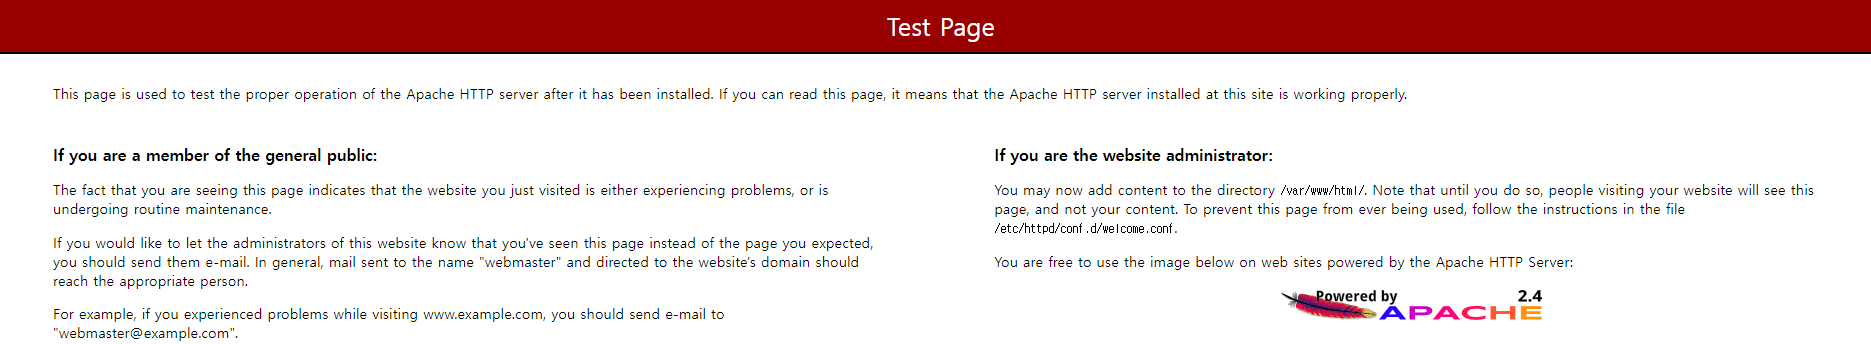 Test Page
This page is used to test the proper operation of the Apache HTTP server after it has been installed. If you can read this page, it means that the Apache HTTP server installed at this site is working properly.
If you are a member of the general public:
The fact that you are seeing this page indicates that the website you just visited is either experiencing problems, or is
undergoing routine maintenance.
If you would like to let the administrators of this website know that you've seen this page instead of the page you expected,
you should send them e-mail. In general, mail sent to the name "webmaster" and directed to the website's domain should
reach the appropriate person.
For example, if you experienced problems while visiting www.example.com, you should send e-mail to
"webmaster@example.com".
If you are the website administrator:
You may now add content to the directory /var/www/html/. Note that until you do so, people visiting your website will see this
page, and not your content. To prevent this page from ever being used, follow the instructions in the file
/etc/httpd/conf.d/welcome.conf.
You are free to use the image below on web sites powered by the Apache HTTP Server:
Powered by 2.4
APACHE